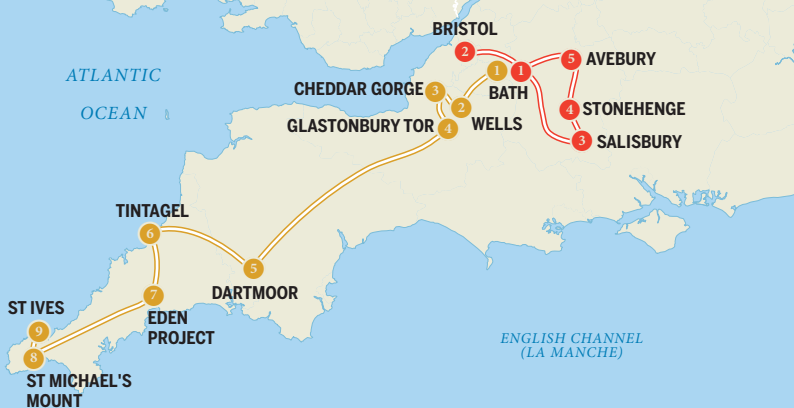 BRISTOL
2
1
1
5
AVEBURY
ATLANTIC
OCEAN
CHEDDAR GORGE
3
BATH
2
4
STONEHENGE
GLASTONBURY TOR
4
WELLS
3
SALISBURY
TINTAGEL
6
5
DARTMOOR
7
EDEN
PROJECT
ST IVES
9
8
ST MICHAEL'S
MOUNT
ENGLISH CHANNEL
(LA MANCHE)